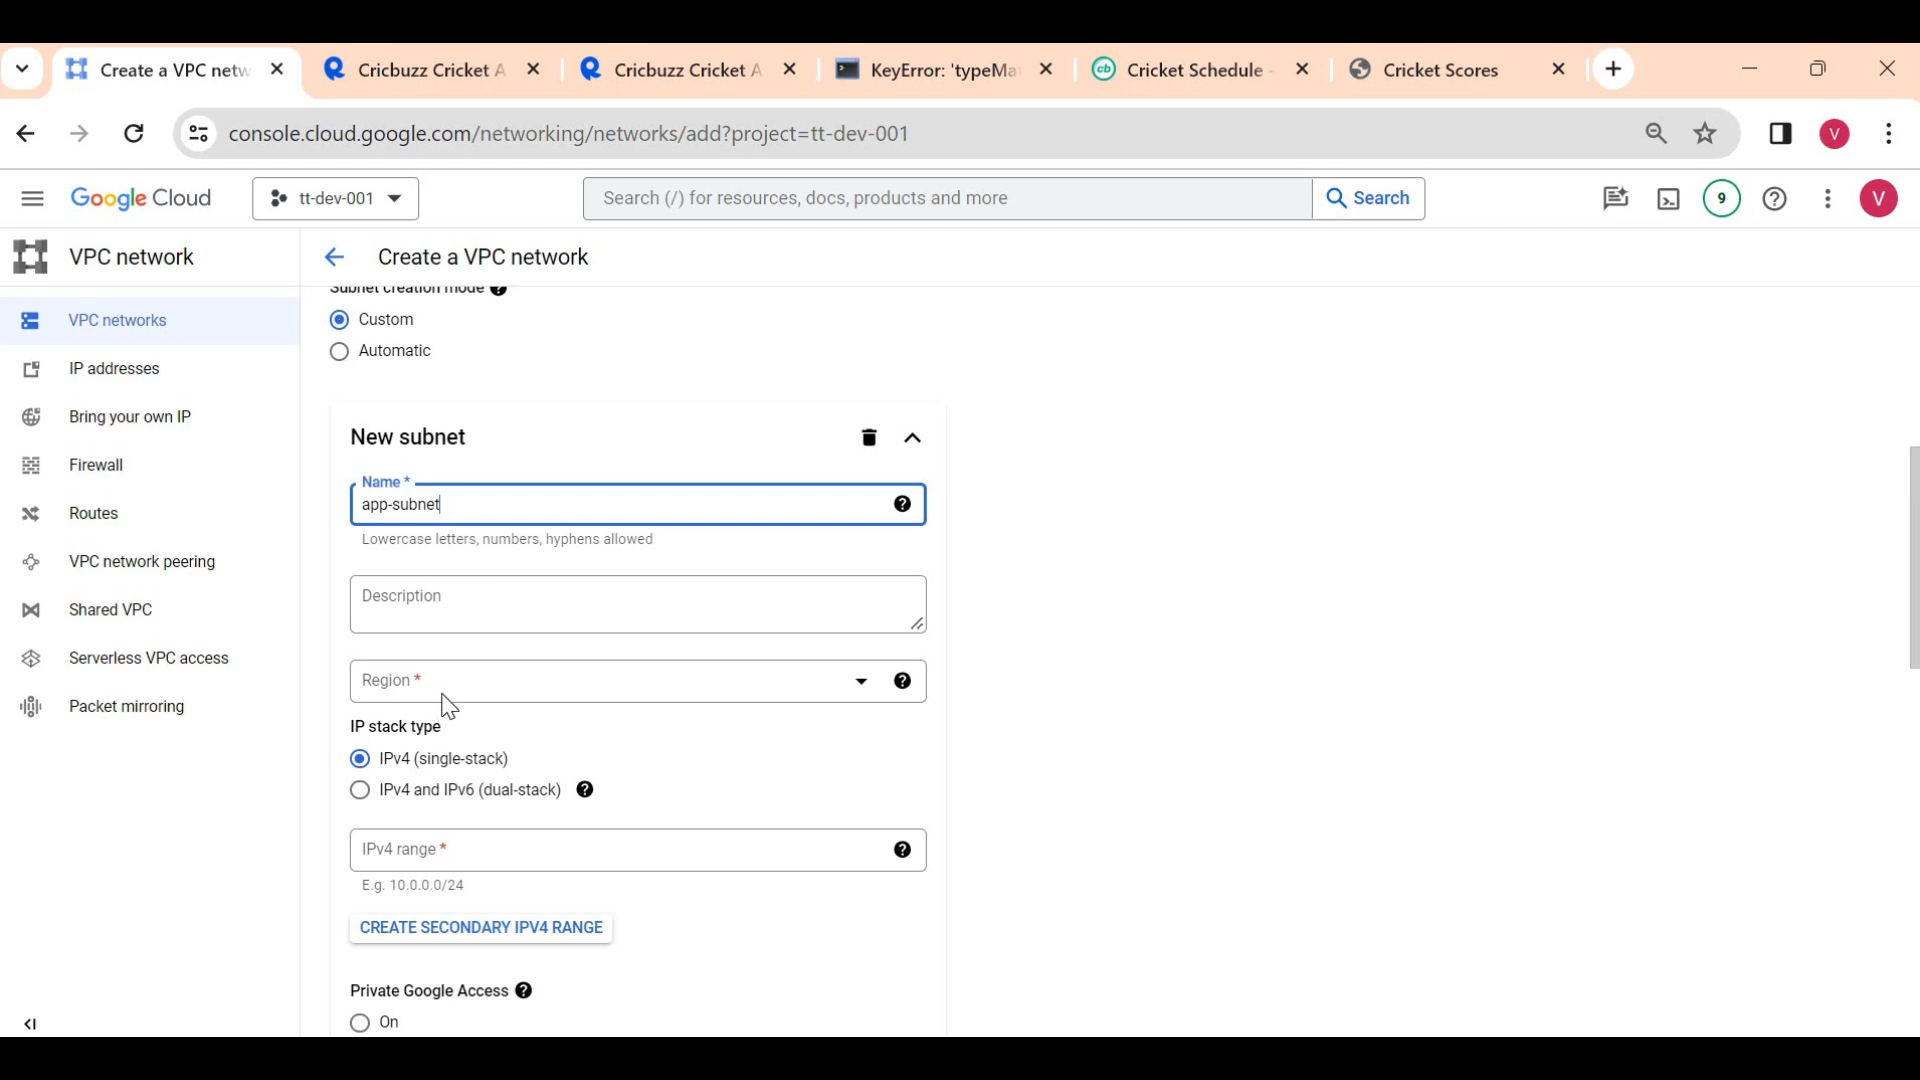 Create a VPC netw
Cricbuzz Cricket A
Cricbuzz Cricket A
KeyError: 'typeMa
Cricket Schedule -
Cricket Scores
console.cloud.google.com/networking/networks/add?project=tt-dev-001
V
Google Cloud
tt-dev-001
Search (/) for resources, docs, products and more
Search
9
V
VPC network
Create a VPC network
Subnet creation mode
VPC networks
Custom
Automatic
IP addresses
Bring your own IP
Firewall
Routes
VPC network peering
Shared VPC
Serverless VPC access
Packet mirroring
New subnet
Name *
app-subnet
Lowercase letters, numbers, hyphens allowed
Description
Region *
IP stack type
IPv4 (single-stack)
IPv4 and IPv6 (dual-stack)
IPv4 range *
E.g. 10.0.0.0/24
CREATE SECONDARY IPV4 RANGE
Private Google Access
On